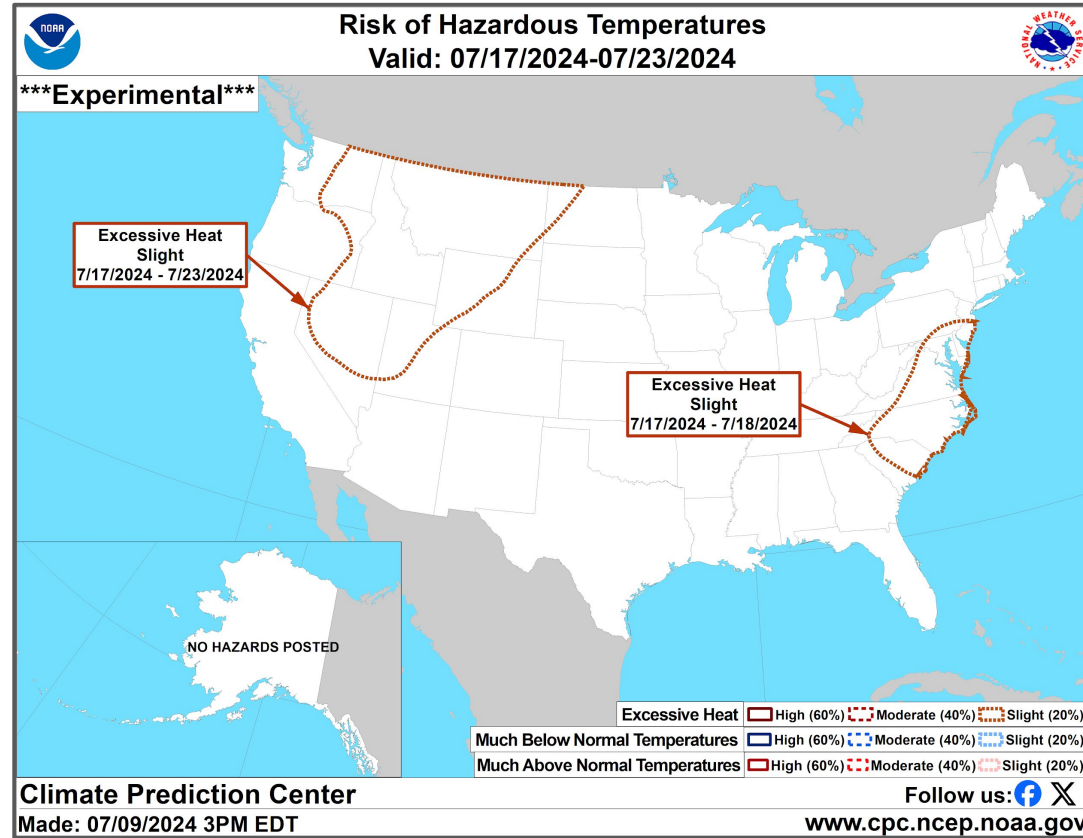 NOAA
Risk of Hazardous Temperatures
Valid: 07/17/2024-07/23/2024
NATIONAL WEATHER SERVICE
***Experimental***
Excessive Heat
Slight
7/17/2024 - 7/23/2024
Excessive Heat
Slight
7/17/2024 - 7/18/2024
NO HAZARDS POSTED
Excessive Heat High (60%) Moderate (40%) Slight (20%)
Much Below Normal Temperatures High (60%) Moderate (40%) Slight (20%)
Much Above Normal Temperatures High (60%) Moderate (40%) Slight (20%)
Climate Prediction Center
Follow us:
Made: 07/09/2024 3PM EDT
www.cpc.ncep.noaa.gov